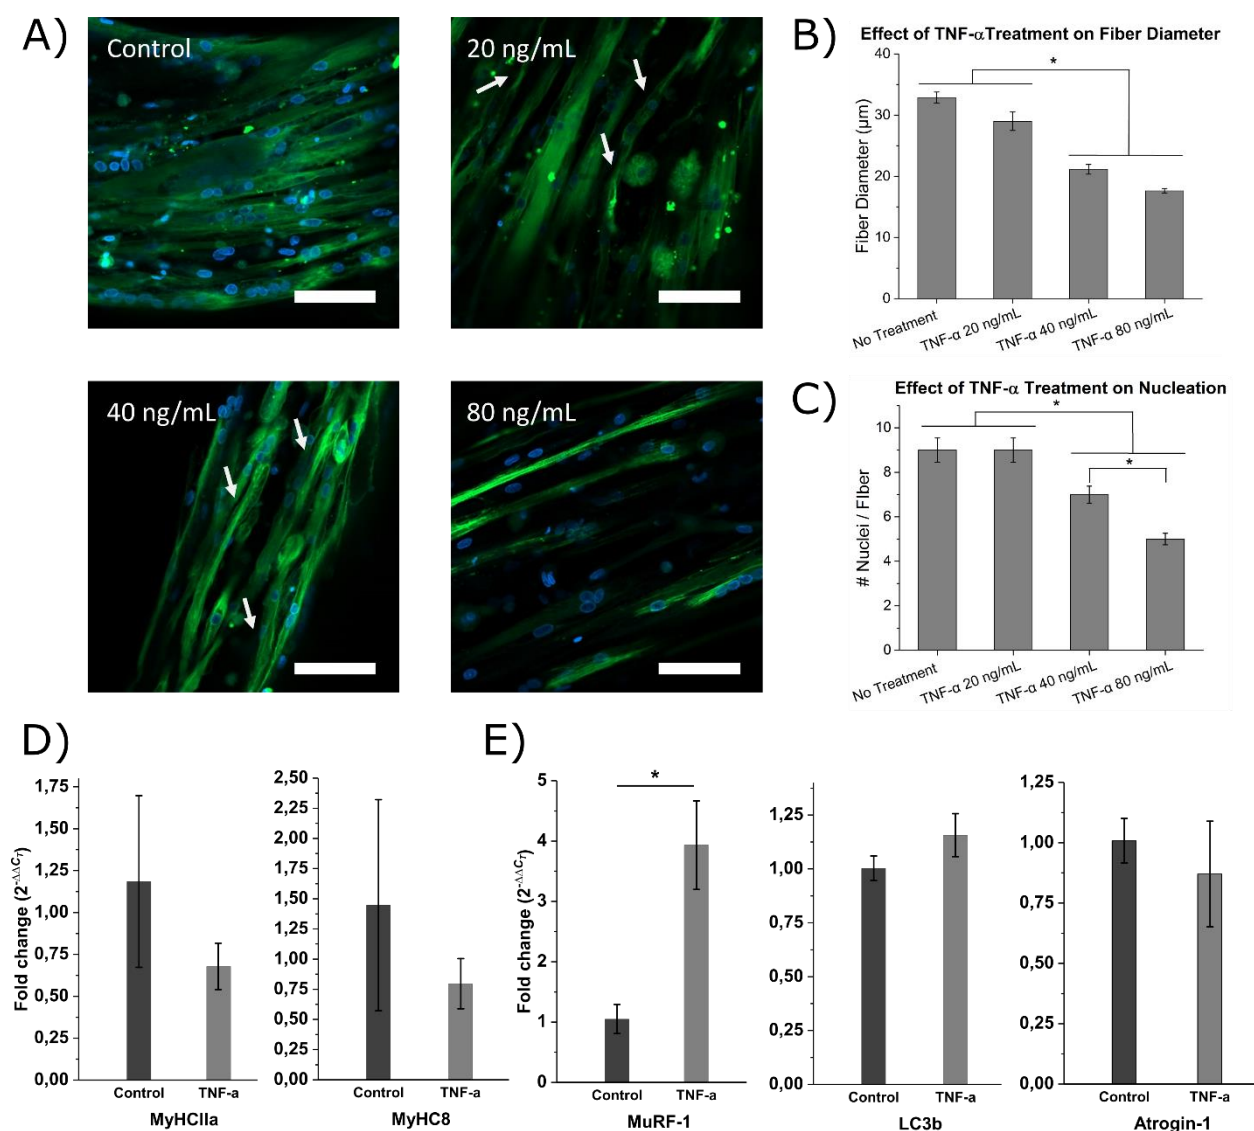 A)
Control
20 ng/mL
40 ng/mL
80 ng/mL
B)
Effect of TNF-αTreatment on Fiber Diameter
*
Fiber Diameter (µm)
40
30
20
10
0
No Treatment
TNF-α 20 ng/mL
TNF-α 40 ng/mL
TNF-α 80 ng/mL
C)
Effect of TNF-α Treatment on Nucleation
*
*
# Nuclei / FIber
10
8
6
4
2
0
No Treatment
TNF-α 20 ng/mL
TNF-α 40 ng/mL
TNF-α 80 ng/mL
D)
Fold change (2-ΔΔCT)
1,75
1,50
1,25
1,00
0,75
0,50
0,25
0,00
Control
TNF-a
MyHCIIa
2,50
2,25
2,00
1,75
1,50
1,25
1,00
0,75
0,50
0,25
0,00
Control
TNF-a
MyHC8
E)
Fold change (2-ΔΔCT)
5
4
3
2
1
0
*
Control
TNF-a
MuRF-1
1,25
1,00
0,75
0,50
0,25
0,00
Control
TNF-a
LC3b
1,25
1,00
0,75
0,50
0,25
0,00
Control
TNF-a
Atrogin-1